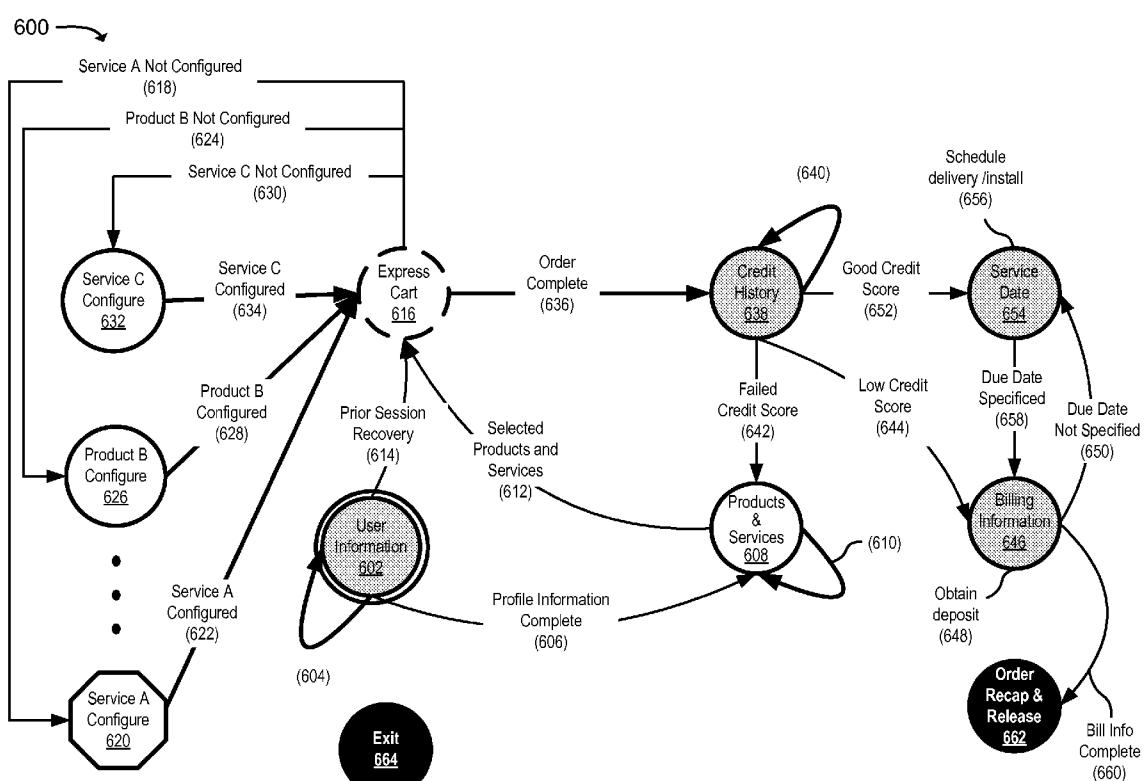 600
Service A Not Configured
(618)
Product B Not Configured
(624)
Service C Not Configured
(630)
Service C
Configure
632
Service C
Configured
(634)
Express
Cart
616
Order
Complete
(636)
(640)
Credit
History
638
Good Credit
Score
(652)
Schedule
delivery /install
(656)
Service
Date
654
Product B
Configured
(628)
Prior Session
Recovery
(614)
Selected
Products and
Services
(612)
Failed
Credit Score
(642)
Low Credit
Score
(644)
Due Date
Specificed
(658)
Due Date
Not Specified
(650)
Product B
Configure
626
User
Information
602
Products
&
Services
608
(610)
Billing
Information
646
Service A
Configured
(622)
Profile Information
Complete
(606)
Obtain
deposit
(648)
(604)
Service A
Configure
620
Exit
664
Order
Recap &
Release
662
Bill Info
Complete
(660)